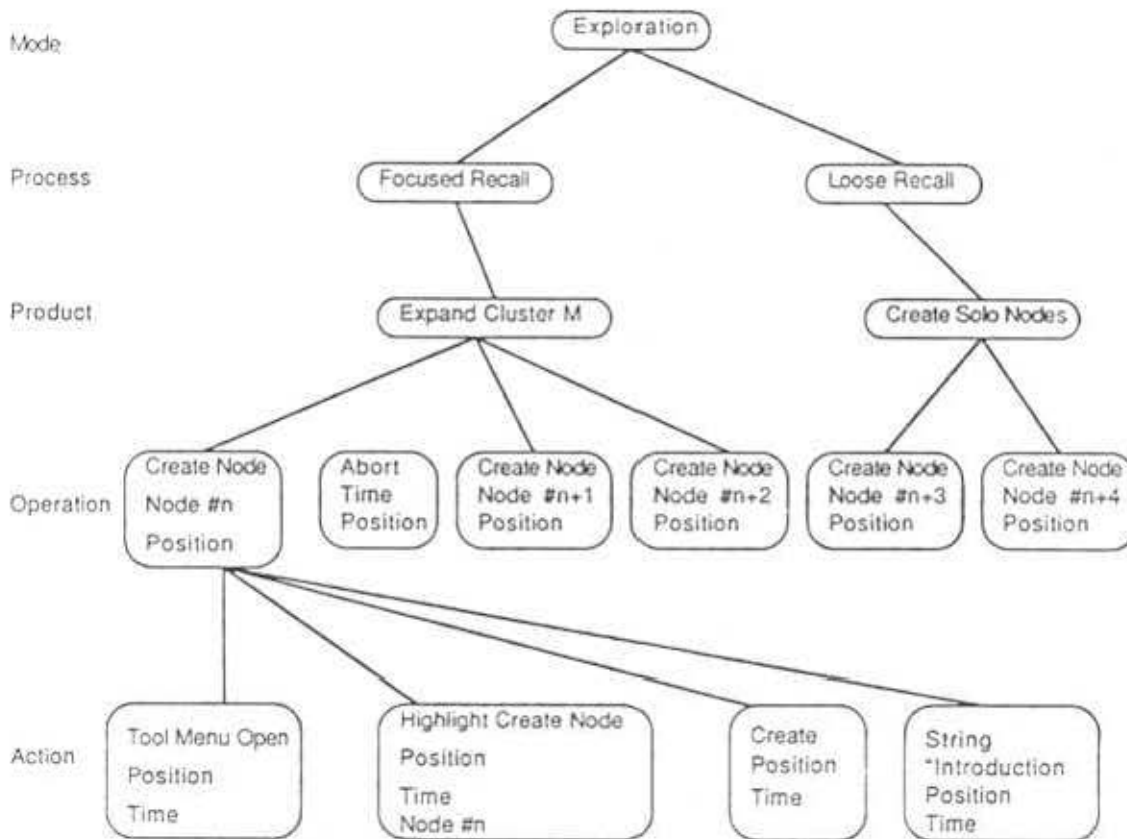 Mode
Exploration
Process
Focused Recall
Loose Recall
Product
Expand Cluster M
Create Solo Nodes
Operation
Create Node
Node #n
Position
Abort
Time
Position
Create Node
Node #n+1
Position
Create Node
Node #n+2
Position
Create Node
Node #n+3
Position
Create Node
Node #n+4
Position
Action
Tool Menu Open
Position
Time
Highlight Create Node
Position
Time
Node #n
Create
Position
Time
String
"Introduction
Position
Time